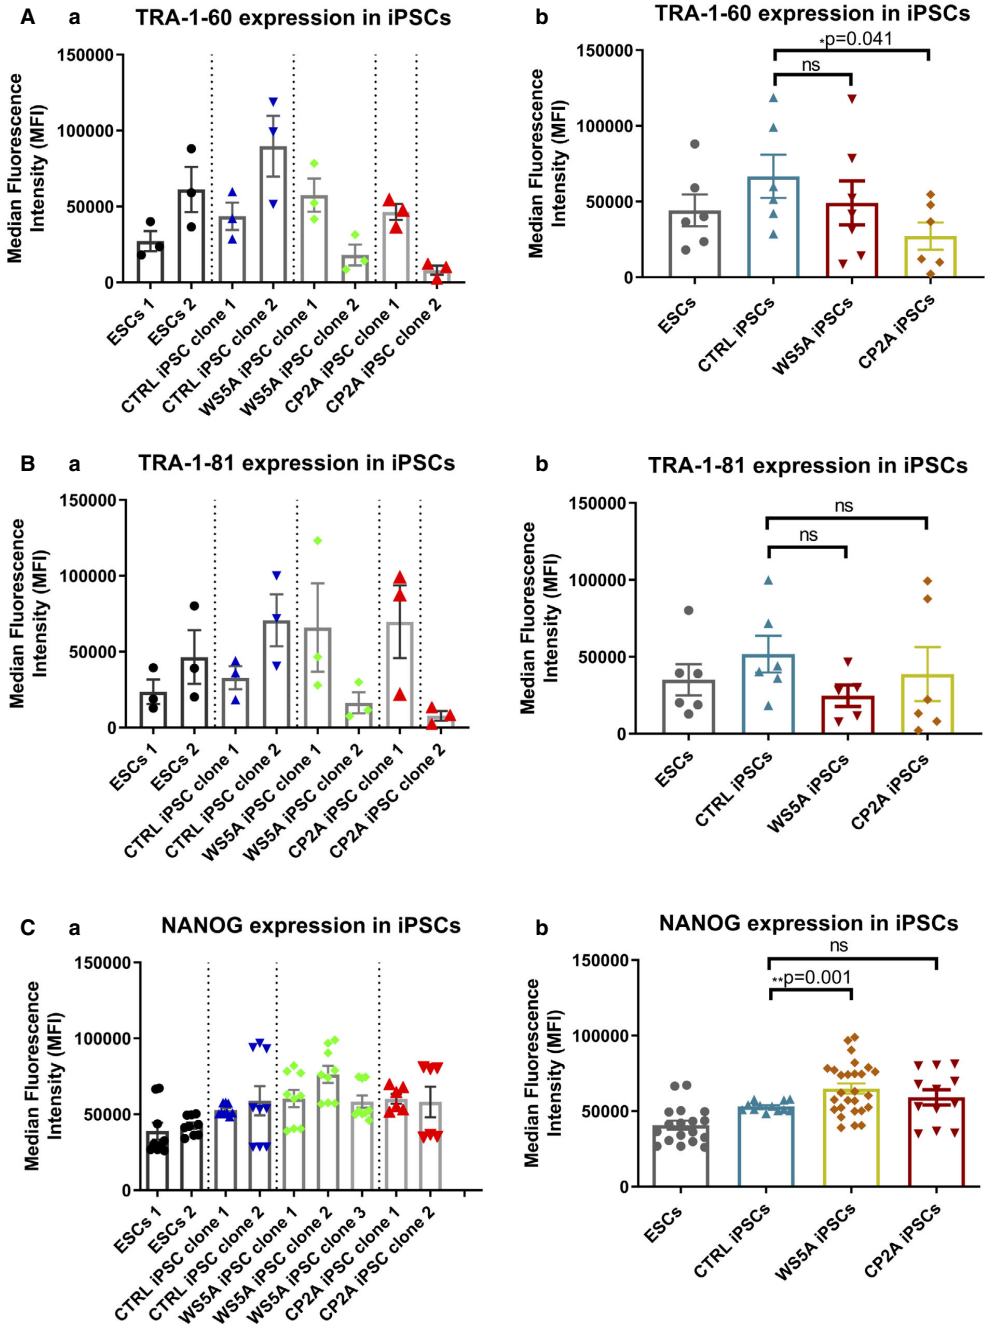 A a TRA-1-60 expression in iPSCs
Median Fluorescence
Intensity (MFI)
150000
100000
50000
0
ESCs 1
ESCs 2
CTRL iPSC clone 1
CTRL iPSC clone 2
WS5A iPSC clone 1
WS5A iPSC clone 2
CP2A iPSC clone 1
CP2A iPSC clone 2
b TRA-1-60 expression in iPSCs
Median Fluorescence
Intensity (MFI)
150000
100000
50000
0
*p=0.041
ns
ESCs
CTRL iPSCs
WS5A iPSCs
CP2A iPSCs
B a TRA-1-81 expression in iPSCs
Median Fluorescence
Intensity (MFI)
150000
100000
50000
0
ESCs 1
ESCs 2
CTRL iPSC clone 1
CTRL iPSC clone 2
WS5A iPSC clone 1
WS5A iPSC clone 2
CP2A iPSC clone 1
CP2A iPSC clone 2
b TRA-1-81 expression in iPSCs
Median Fluorescence
Intensity (MFI)
150000
100000
50000
0
ns
ns
ESCs
CTRL iPSCs
WS5A iPSCs
CP2A iPSCs
C a NANOG expression in iPSCs
Median Fluorescence
Intensity (MFI)
150000
100000
50000
0
ESCs 1
ESCs 2
CTRL iPSC clone 1
CTRL iPSC clone 2
WS5A iPSC clone 1
WS5A iPSC clone 2
WS5A iPSC clone 3
CP2A iPSC clone 1
CP2A iPSC clone 2
b NANOG expression in iPSCs
Median Fluorescence
Intensity (MFI)
150000
100000
50000
0
ns
**p=0.001
ESCs
CTRL iPSCs
WS5A iPSCs
CP2A iPSCs